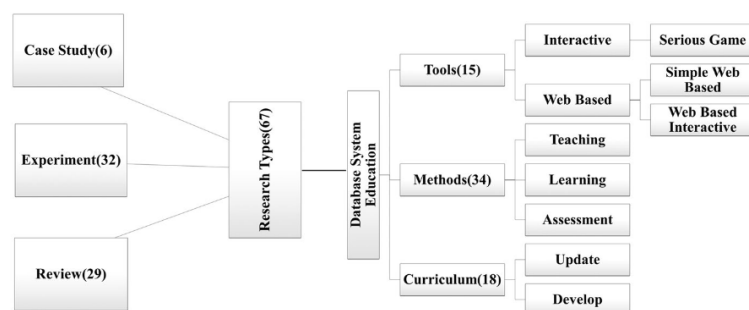 Case Study(6)
Experiment(32)
Review(29)
Research Types(67)
Database System
Education
Tools(15)
Methods(34)
Curriculum(18)
Interactive
Web Based
Teaching
Learning
Assessment
Update
Develop
Serious Game
Simple Web
Based
Web Based
Interactive